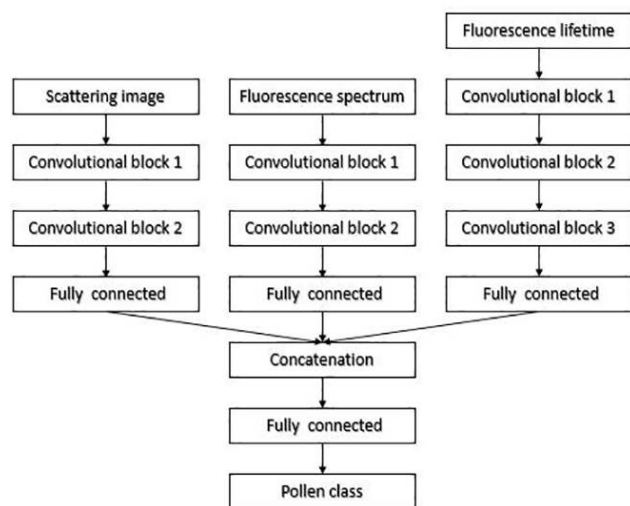 Fluorescence lifetime
Scattering image
Fluorescence spectrum
Convolutional block 1
Convolutional block 1
Convolutional block 1
Convolutional block 2
Convolutional block 2
Convolutional block 2
Convolutional block 3
Fully connected
Fully connected
Fully connected
Concatenation
Fully connected
Pollen class